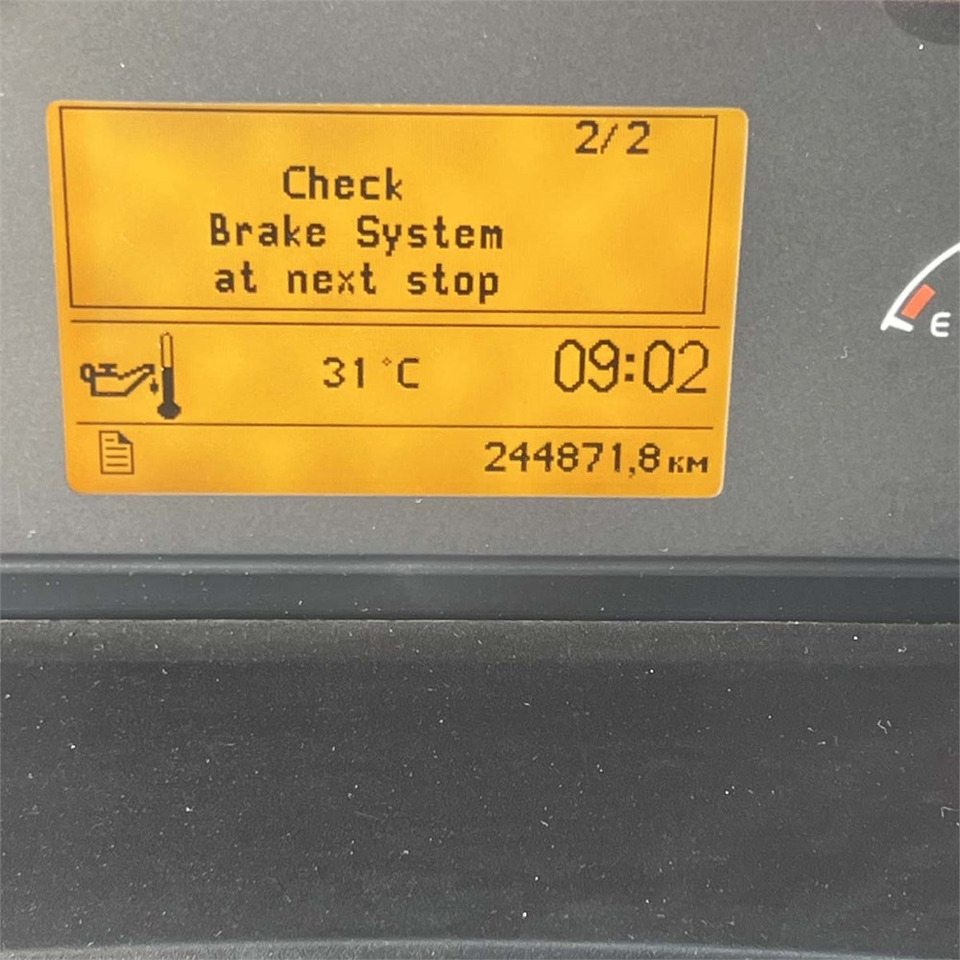 2/2
Check
Brake System
at next stop
31 °C 09:02
244871,8 км
E